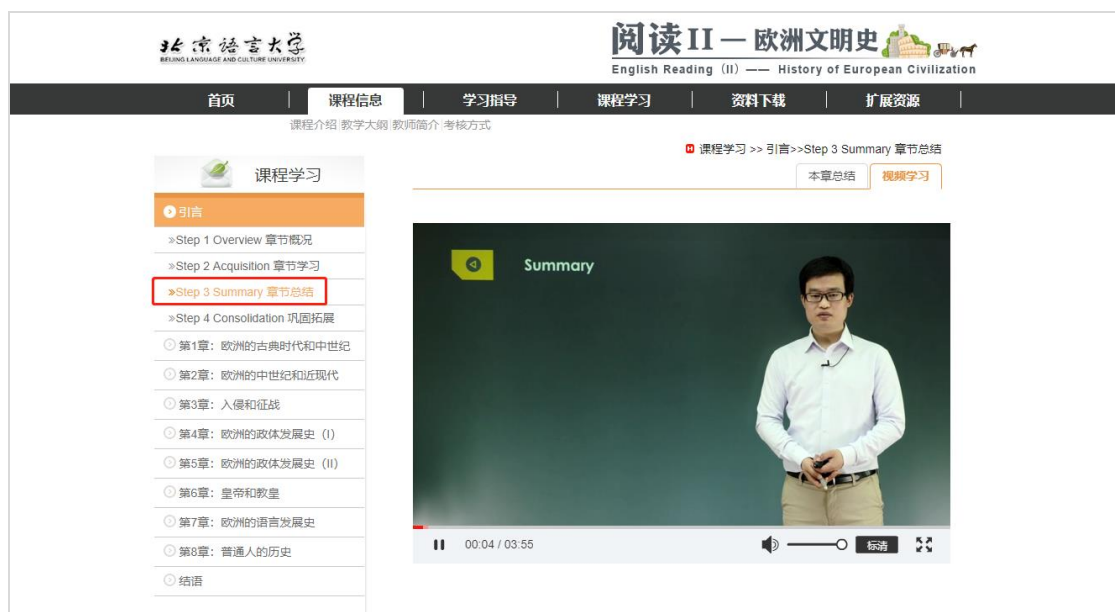 北京语言大学
BEIJING LANGUAGE AND CULTURE UNIVERSITY
阅读II — 欧洲文明史
English Reading (II) —— History of European Civilization
首页 | 课程信息 | 学习指导 | 课程学习 | 资料下载 | 扩展资源 |
课程介绍|教学大纲|教师简介|考核方式
课程学习 >> 引言>>Step 3 Summary 章节总结
课程学习
本章总结 视频学习
引言
»Step 1 Overview 章节概况
»Step 2 Acquisition 章节学习
»Step 3 Summary 章节总结
»Step 4 Consolidation 巩固拓展
第1章：欧洲的古典时代和中世纪
第2章：欧洲的中世纪和近现代
第3章：入侵和征战
第4章：欧洲的政体发展史（I）
第5章：欧洲的政体发展史（II）
第6章：皇帝和教皇
第7章：欧洲的语言发展史
第8章：普通人的历史
结语
Summary
00:04 / 03:55
标清